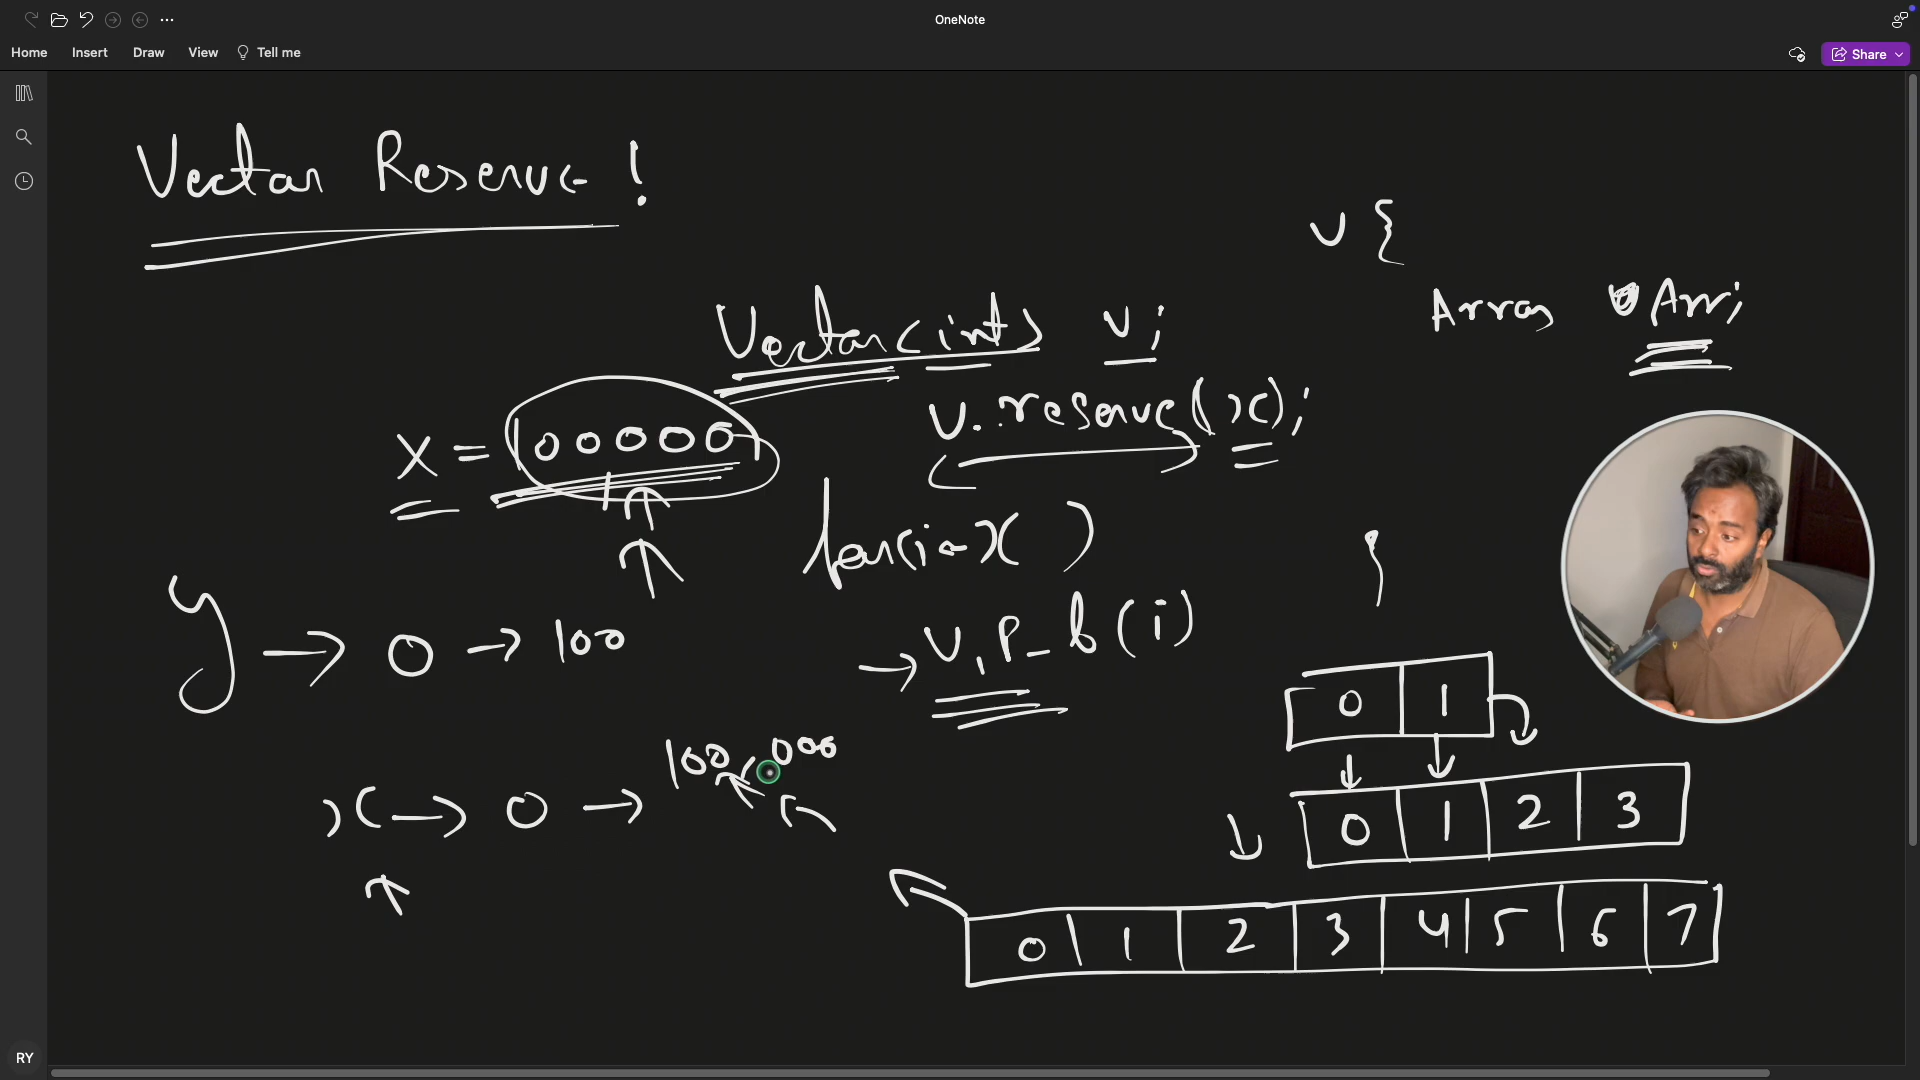 OneNote
Home Insert Draw View Tell me
Share
Vector Reserve!
v {
Array Arr;
Vector<int> v;
v.reserve(x);
x = 100000
for(i→x )
y → 0 → 100
→ v.p_b(i)
0 1
x → 0 → 100,000
0 1 2 3
0 1 2 3 4 5 6 7
RY